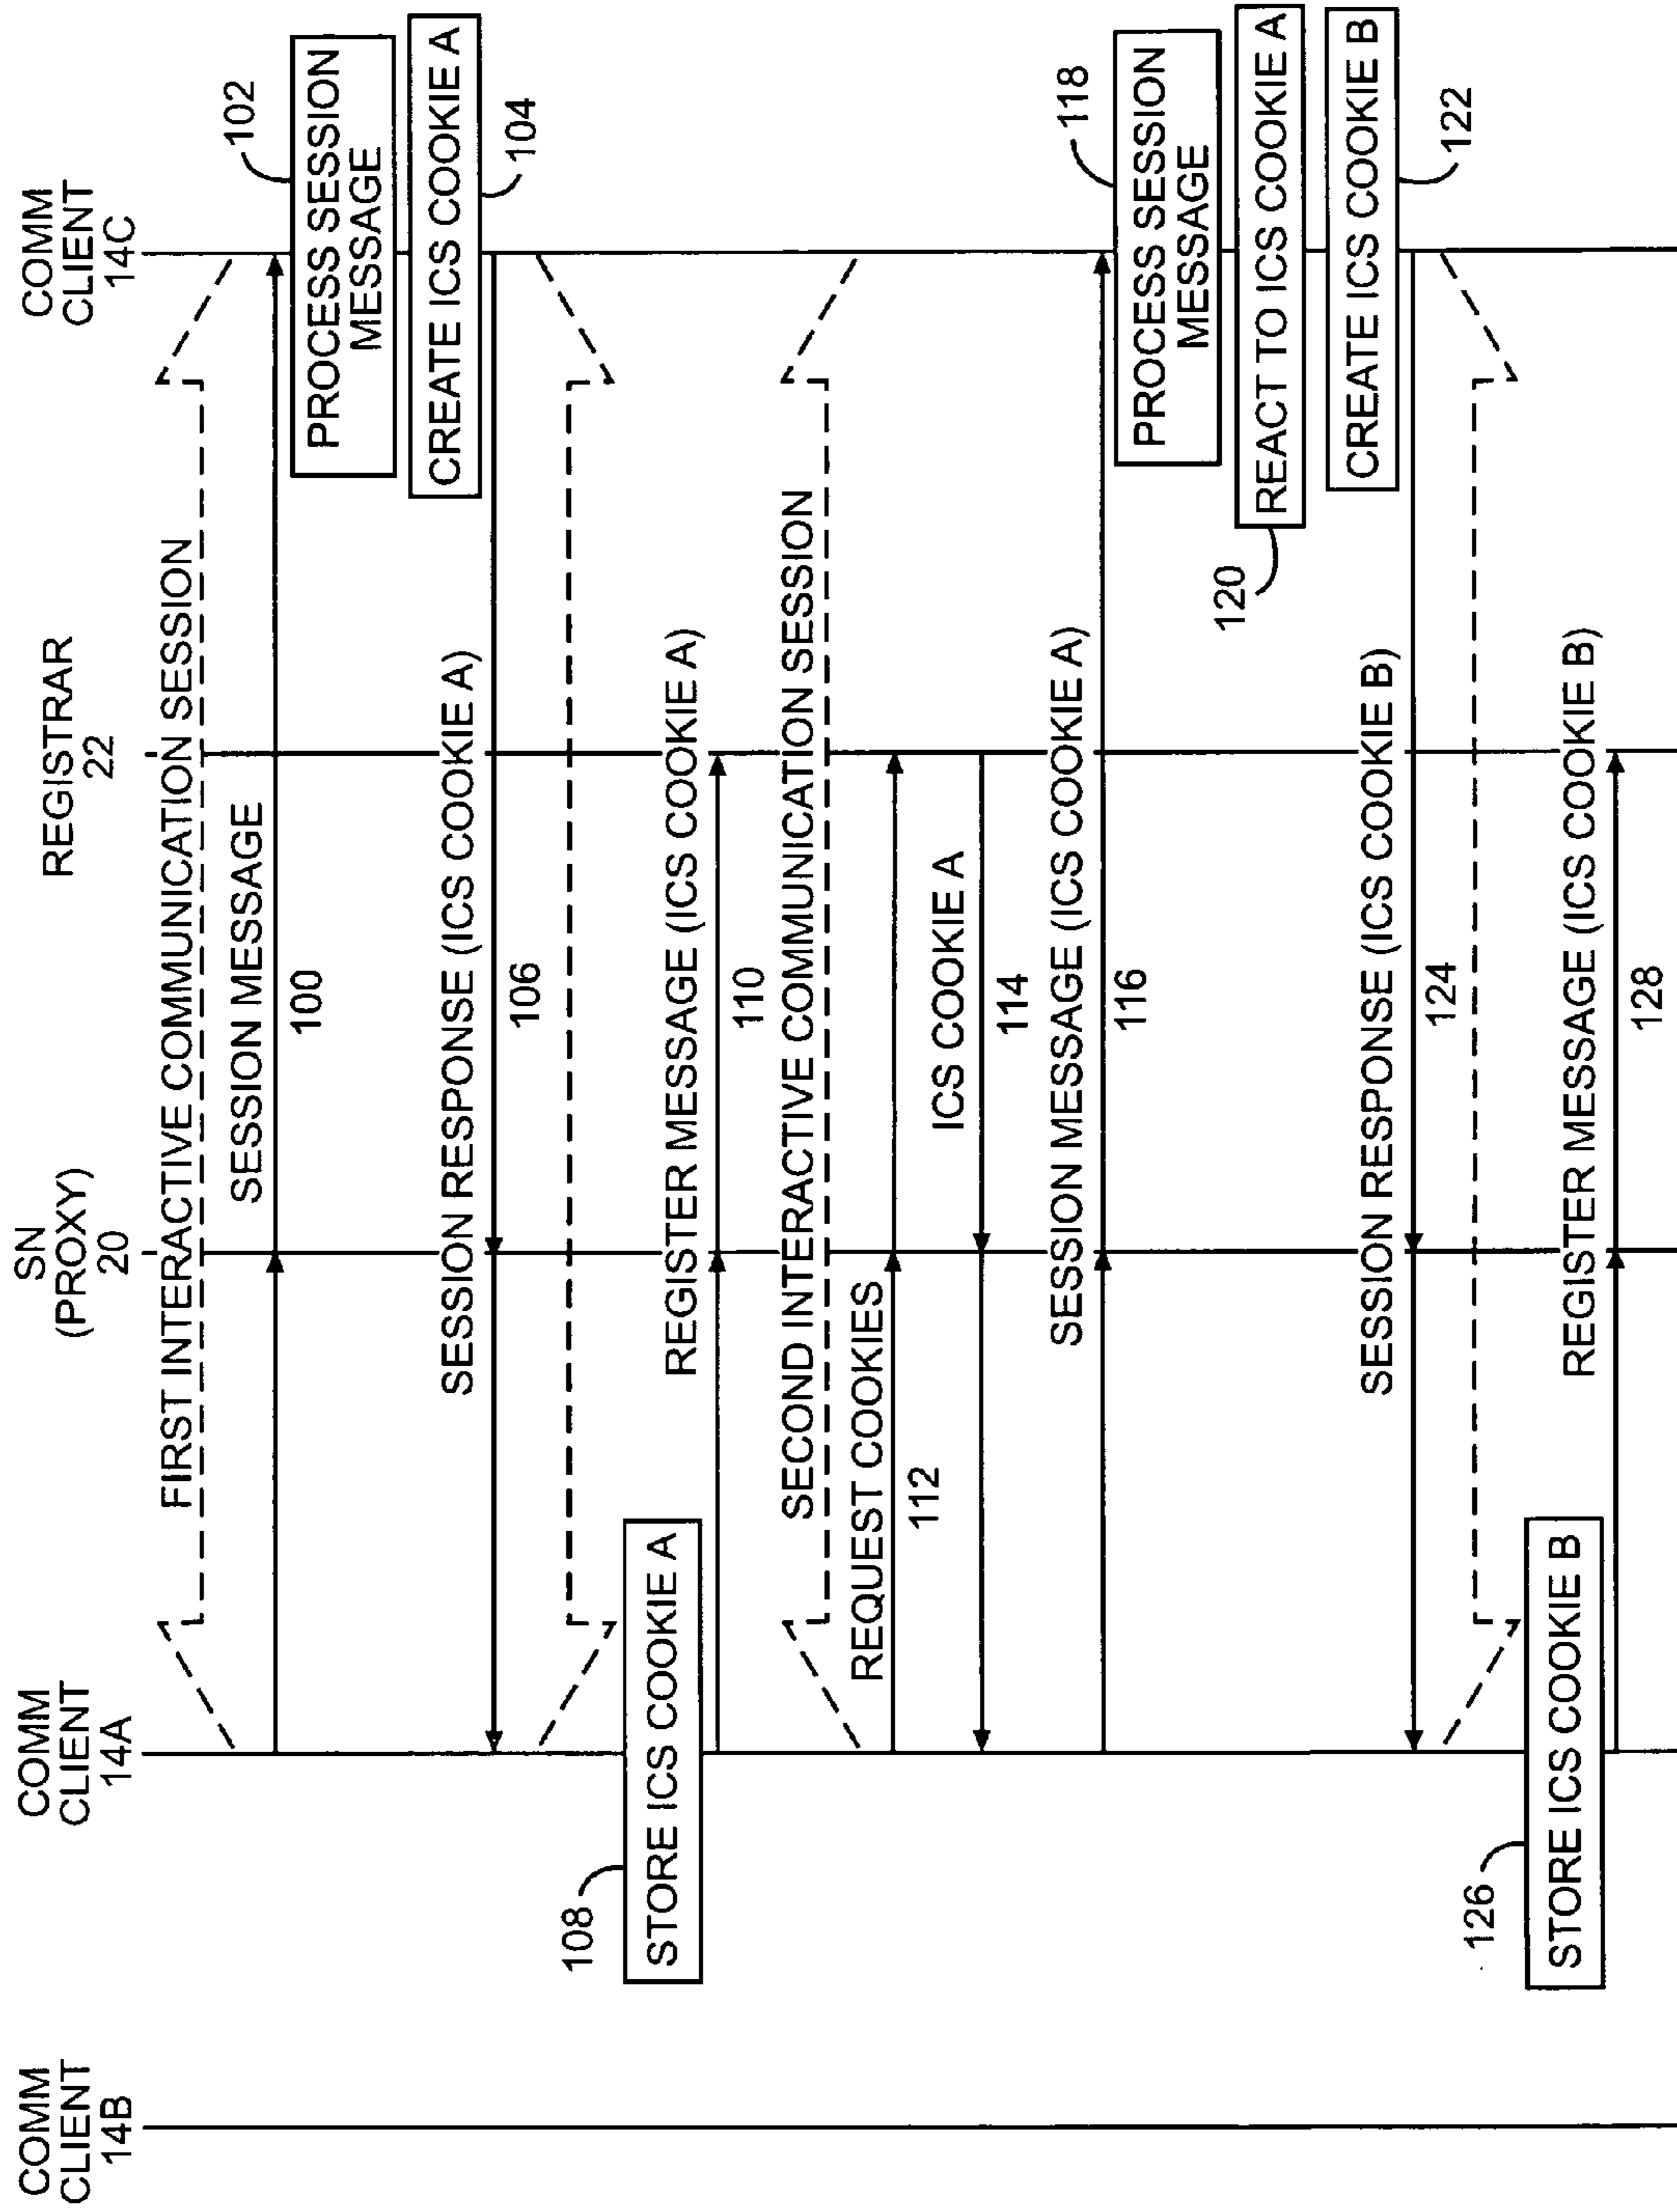 COMM
CLIENT
14B
COMM
CLIENT
14A
SN
(PROXY)
20
REGISTRAR
22
COMM
CLIENT
14C
FIRST INTERACTIVE COMMUNICATION SESSION
SESSION MESSAGE
100
102
PROCESS SESSION
MESSAGE
CREATE ICS COOKIE A
104
SESSION RESPONSE (ICS COOKIE A)
106
108
STORE ICS COOKIE A
REGISTER MESSAGE (ICS COOKIE A)
110
SECOND INTERACTIVE COMMUNICATION SESSION
REQUEST COOKIES
112
ICS COOKIE A
114
SESSION MESSAGE (ICS COOKIE A)
116
118
PROCESS SESSION
MESSAGE
120
REACT TO ICS COOKIE A
CREATE ICS COOKIE B
122
SESSION RESPONSE (ICS COOKIE B)
124
126
STORE ICS COOKIE B
REGISTER MESSAGE (ICS COOKIE B)
128